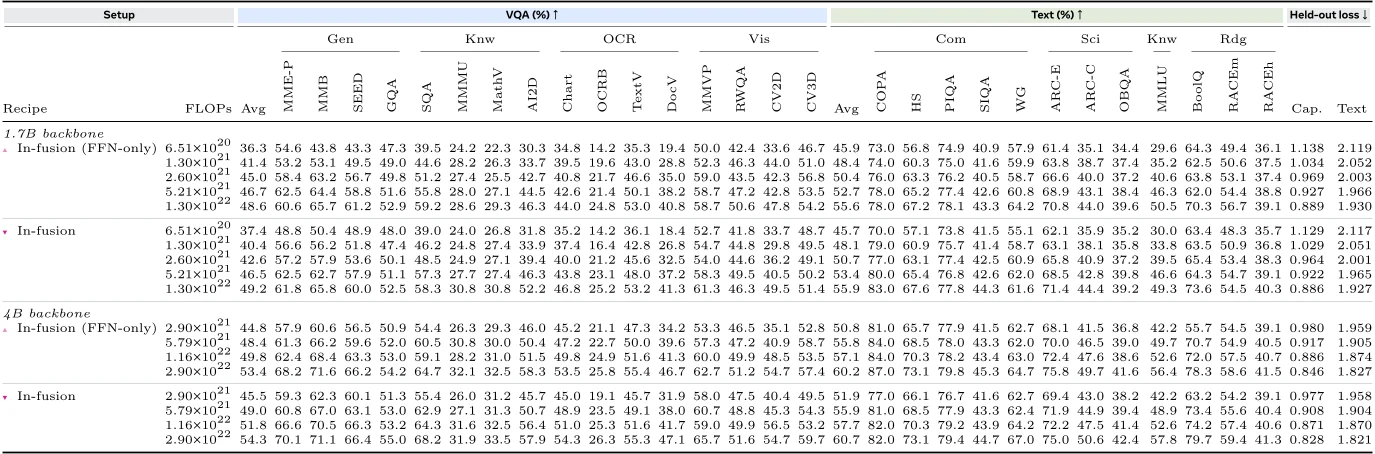 Setup VQA (%) ↑ Text (%) ↑ Held-out loss ↓
Gen Knw OCR Vis Com Sci Knw Rdg
Recipe FLOPs Avg MME-P MMB SEED GQA SQA MMMU MathV AI2D Chart OCRB TextV DocV MMVP RWQA CV2D CV3D Avg COPA HS PIQA SIQA WG ARC-E ARC-C OBQA MMLU BoolQ RACEm RACEh Cap. Text
1.7B backbone
▵ In-fusion (FFN-only) 6.51×10²⁰ 36.3 54.6 43.8 43.3 47.3 39.5 24.2 22.3 30.3 34.8 14.2 35.3 19.4 50.0 42.4 33.6 46.7 45.9 73.0 56.8 74.9 40.9 57.9 61.4 35.1 34.4 29.6 64.3 49.4 36.1 1.138 2.119
1.30×10²¹ 41.4 53.2 53.1 49.5 49.0 44.6 28.2 26.3 33.7 39.5 19.6 43.0 28.8 52.3 46.3 44.0 51.0 48.4 74.0 60.3 75.0 41.6 59.9 63.8 38.7 37.4 35.2 62.5 50.6 37.5 1.034 2.052
2.60×10²¹ 45.0 58.4 63.2 56.7 49.8 51.2 27.4 25.5 42.7 40.8 21.7 46.6 35.0 59.0 43.5 42.3 56.8 50.4 76.0 63.3 76.2 40.5 58.7 66.6 40.0 37.2 40.6 63.8 53.1 37.4 0.969 2.003
5.21×10²¹ 46.7 62.5 64.4 58.8 51.6 55.8 28.0 27.1 44.5 42.6 21.4 50.1 38.2 58.7 47.2 42.8 53.5 52.7 78.0 65.2 77.4 42.6 60.8 68.9 43.1 38.4 46.3 62.0 54.4 38.8 0.927 1.966
1.30×10²² 48.6 60.6 65.7 61.2 52.9 59.2 28.6 29.3 46.3 44.0 24.8 53.0 40.8 58.7 50.6 47.8 54.2 55.6 78.0 67.2 78.1 43.3 64.2 70.8 44.0 39.6 50.5 70.3 56.7 39.1 0.889 1.930
▾ In-fusion 6.51×10²⁰ 37.4 48.8 50.4 48.9 48.0 39.0 24.0 26.8 31.8 35.2 14.2 36.1 18.4 52.7 41.8 33.7 48.7 45.7 70.0 57.1 73.8 41.5 55.1 62.1 35.9 35.2 30.0 63.4 48.3 35.7 1.129 2.117
1.30×10²¹ 40.4 56.6 56.2 51.8 47.4 46.2 24.8 27.4 33.9 37.4 16.4 42.8 26.8 54.7 44.8 29.8 49.5 48.1 79.0 60.9 75.7 41.4 58.7 63.1 38.1 35.8 33.8 63.5 50.9 36.8 1.029 2.051
2.60×10²¹ 42.6 57.2 57.9 53.6 50.1 48.5 24.9 27.1 39.4 40.0 21.2 45.6 32.5 54.0 44.6 36.2 49.1 50.7 77.0 63.1 77.4 42.5 60.9 65.8 40.9 37.2 39.5 65.4 53.4 38.3 0.964 2.001
5.21×10²¹ 46.5 62.5 62.7 57.9 51.1 57.3 27.7 27.4 46.3 43.8 23.1 48.0 37.2 58.3 49.5 40.5 50.2 53.4 80.0 65.4 76.8 42.6 62.0 68.5 42.8 39.8 46.6 64.3 54.7 39.1 0.922 1.965
1.30×10²² 49.2 61.8 65.8 60.0 52.5 58.3 30.8 30.8 52.2 46.8 25.2 53.2 41.3 61.3 46.3 49.5 51.4 55.9 83.0 67.6 77.8 44.3 61.6 71.4 44.4 39.2 49.3 73.6 54.5 40.3 0.886 1.927
4B backbone
▵ In-fusion (FFN-only) 2.90×10²¹ 44.8 57.9 60.6 56.5 50.9 54.4 26.3 29.3 46.0 45.2 21.1 47.3 34.2 53.3 46.5 35.1 52.8 50.8 81.0 65.7 77.9 41.5 62.7 68.1 41.5 36.8 42.2 55.7 54.5 39.1 0.980 1.959
5.79×10²¹ 48.4 61.3 66.2 59.6 52.0 60.5 30.8 30.0 50.4 47.2 22.7 50.0 39.6 57.3 47.2 40.9 58.7 55.8 84.0 68.5 78.0 43.3 62.0 70.0 46.5 39.0 49.7 70.7 54.9 40.5 0.917 1.905
1.16×10²² 49.8 62.4 68.4 63.3 53.0 59.1 28.2 31.0 51.5 49.8 24.9 51.6 41.3 60.0 49.9 48.5 53.5 57.1 84.0 70.3 78.2 43.4 63.0 72.4 47.6 38.6 52.6 72.0 57.5 40.7 0.886 1.874
2.90×10²² 53.4 68.2 71.6 66.2 54.2 64.7 32.1 32.5 58.3 53.5 25.8 55.4 46.7 62.7 51.2 54.7 57.4 60.2 87.0 73.1 79.8 45.3 64.7 75.8 49.7 41.6 56.4 78.3 58.6 41.5 0.846 1.827
▾ In-fusion 2.90×10²¹ 45.5 59.3 62.3 60.1 51.3 55.4 26.0 31.2 45.7 45.0 19.1 45.7 31.9 58.0 47.5 40.4 49.5 51.9 77.0 66.1 76.7 41.6 62.7 69.4 43.0 38.2 42.2 63.2 54.2 39.1 0.977 1.958
5.79×10²¹ 49.0 60.8 67.0 63.1 53.0 62.9 27.1 31.3 50.7 48.9 23.5 49.1 38.0 60.7 48.8 45.3 54.3 55.9 81.0 68.5 77.9 43.3 62.4 71.9 44.9 39.4 48.9 73.4 55.6 40.4 0.908 1.904
1.16×10²² 51.8 66.6 70.5 66.3 53.2 64.3 31.6 32.5 56.4 51.0 25.3 51.6 41.7 59.0 49.9 56.5 53.2 57.7 82.0 70.3 79.2 43.9 64.2 72.2 47.5 41.4 52.6 74.2 57.4 40.6 0.871 1.870
2.90×10²² 54.3 70.1 71.1 66.4 55.0 68.2 31.9 33.5 57.9 54.3 26.3 55.3 47.1 65.7 51.6 54.7 59.7 60.7 82.0 73.1 79.4 44.7 67.0 75.0 50.6 42.4 57.8 79.7 59.4 41.3 0.828 1.821